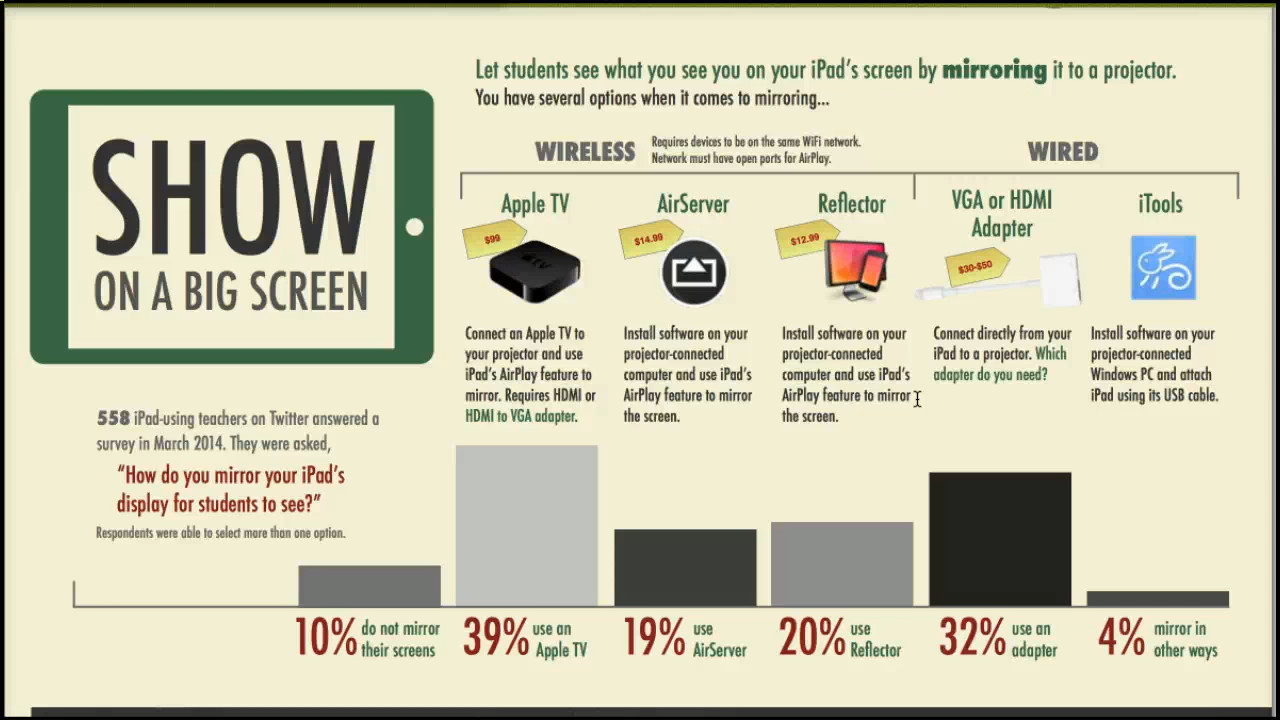 Let students see what you see you on your iPad's screen by mirroring it to a projector.
You have several options when it comes to mirroring...
SHOW
ON A BIG SCREEN
WIRELESS
Requires devices to be on the same WiFi network.
Network must have open ports for AirPlay.
WIRED
Apple TV
$99
tv
Connect an Apple TV to
your projector and use
iPad's AirPlay feature to
mirror. Requires HDMI or
HDMI to VGA adapter.
AirServer
$14.99
Install software on your
projector-connected
computer and use iPad's
AirPlay feature to mirror
the screen.
Reflector
$12.99
Install software on your
projector-connected
computer and use iPad's
AirPlay feature to mirror
the screen.
VGA or HDMI
Adapter
$30-$50
Connect directly from your
iPad to a projector. Which
adapter do you need?
iTools
Install software on your
projector-connected
Windows PC and attach
iPad using its USB cable.
558 iPad-using teachers on Twitter answered a
survey in March 2014. They were asked,
"How do you mirror your iPad's
display for students to see?"
Respondents were able to select more than one option.
10% do not mirror
their screens
39% use an
Apple TV
19% use
AirServer
20% use
Reflector
32% use an
adapter
4% mirror in
other ways